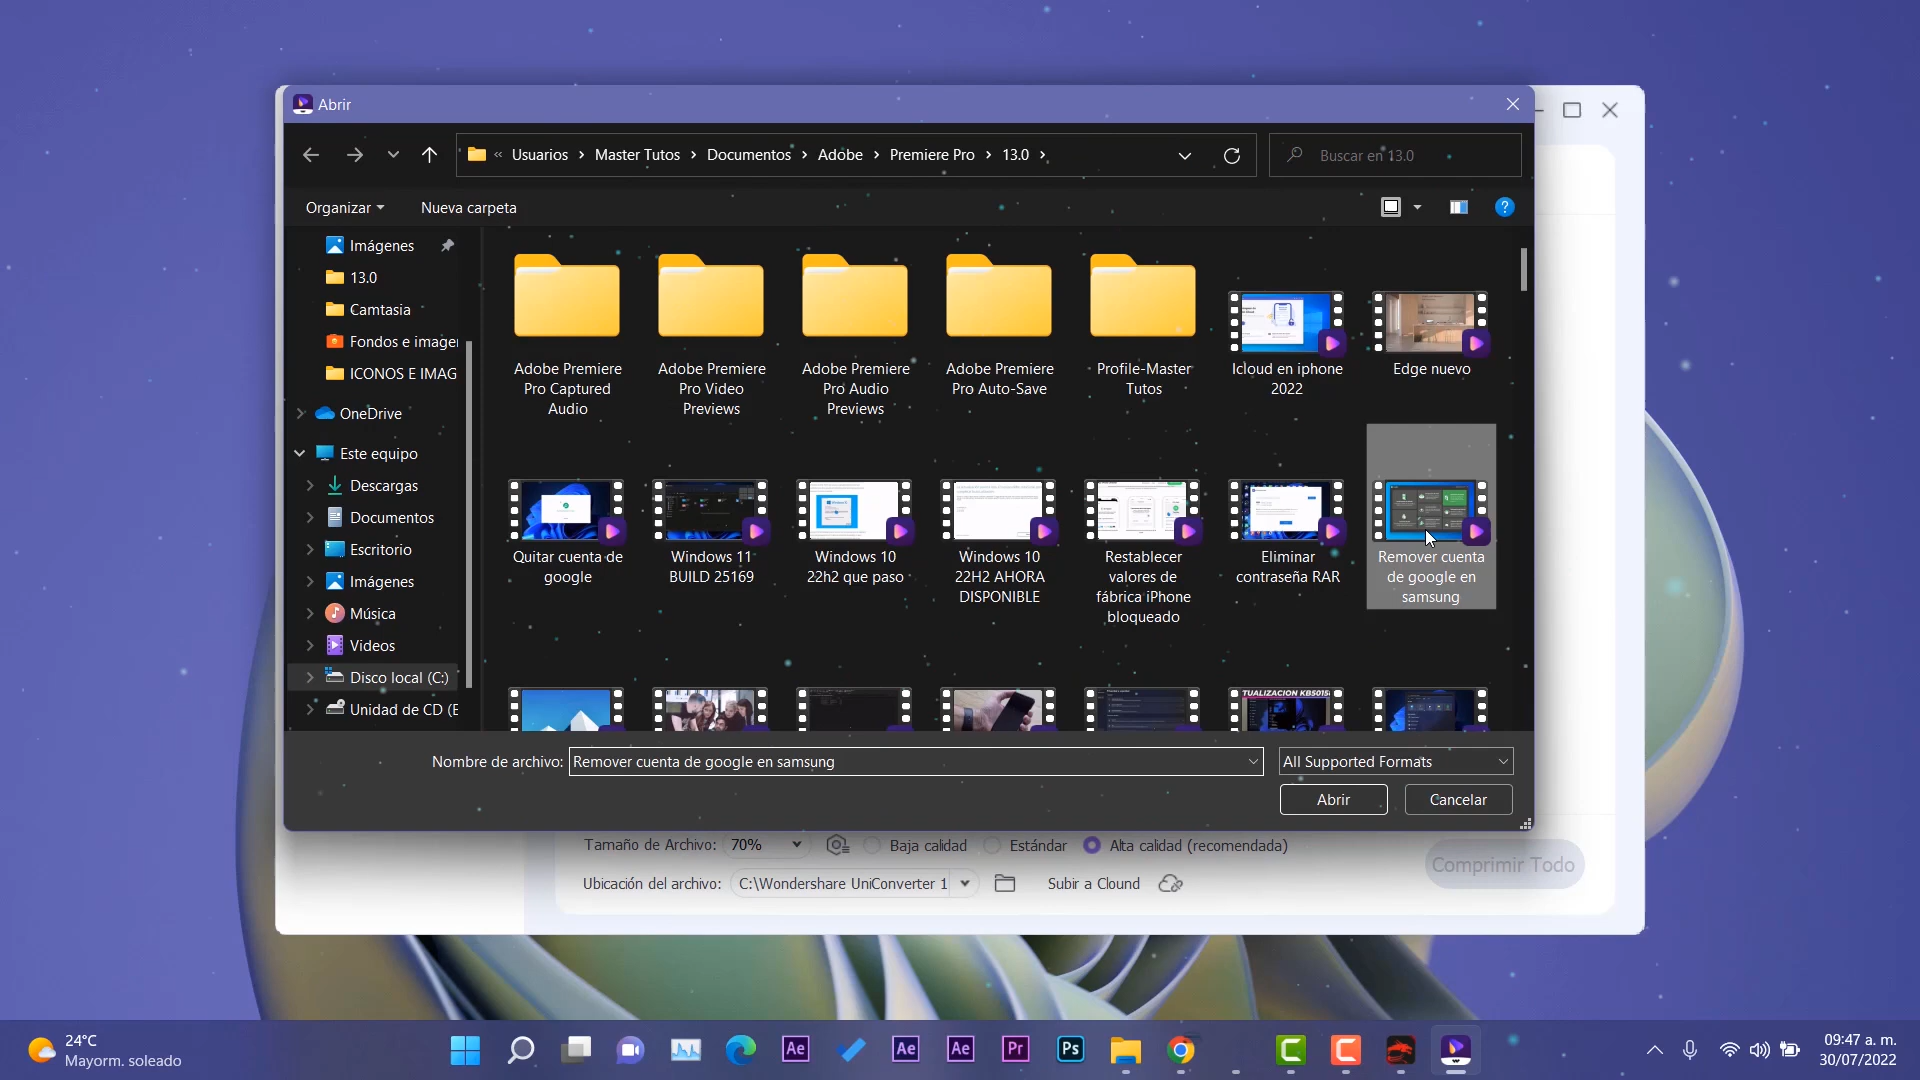 Abrir
« Usuarios › Master Tutos › Documentos › Adobe › Premiere Pro › 13.0 ›
Buscar en 13.0
Organizar
Nueva carpeta
?
Imágenes
13.0
Camtasia
Fondos e imager
ICONOS E IMAG
OneDrive
Este equipo
Descargas
Documentos
Escritorio
Imágenes
Música
Videos
Disco local (C:)
Unidad de CD (E
Adobe Premiere
Pro Captured
Audio
Adobe Premiere
Pro Video
Previews
Adobe Premiere
Pro Audio
Previews
Adobe Premiere
Pro Auto-Save
Profile-Master
Tutos
Icloud en iphone
2022
Edge nuevo
Quitar cuenta de
google
Windows 11
BUILD 25169
Windows 10
22h2 que paso
Windows 10
22H2 AHORA
DISPONIBLE
Restablecer
valores de
fábrica iPhone
bloqueado
Eliminar
contraseña RAR
Remover cuenta
de google en
samsung
Nombre de archivo:
Remover cuenta de google en samsung
All Supported Formats
Abrir
Cancelar
Tamaño de Archivo:
70%
Baja calidad
Estándar
Alta calidad (recomendada)
Comprimir Todo
Ubicación del archivo:
C:\Wondershare UniConverter 1
Subir a Clound
24°C
Mayorm. soleado
Ae
Ae
Ae
Pr
Ps
09:47 a. m.
30/07/2022